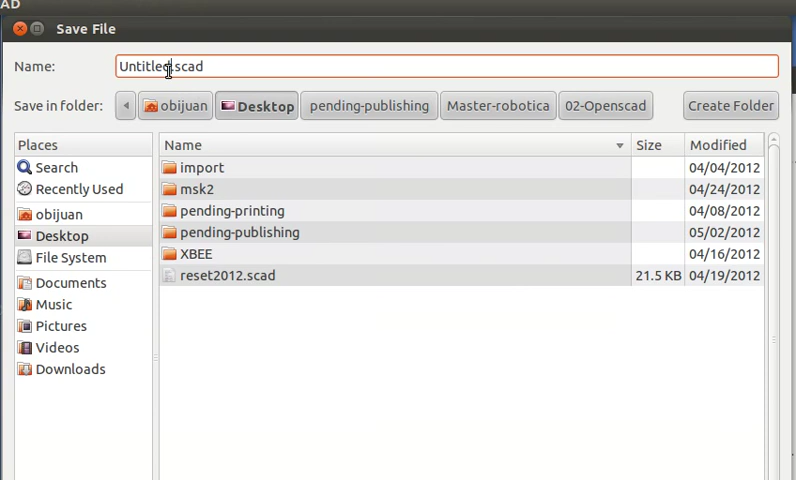 AD
Save File
Name: Untitled.scad
Save in folder: obijuan Desktop pending-publishing Master-robotica 02-Openscad Create Folder
Places Name Size Modified
Search import 04/04/2012
Recently Used msk2 04/24/2012
obijuan pending-printing 04/08/2012
Desktop pending-publishing 05/02/2012
File System XBEE 04/16/2012
Documents reset2012.scad 21.5 KB 04/19/2012
Music
Pictures
Videos
Downloads